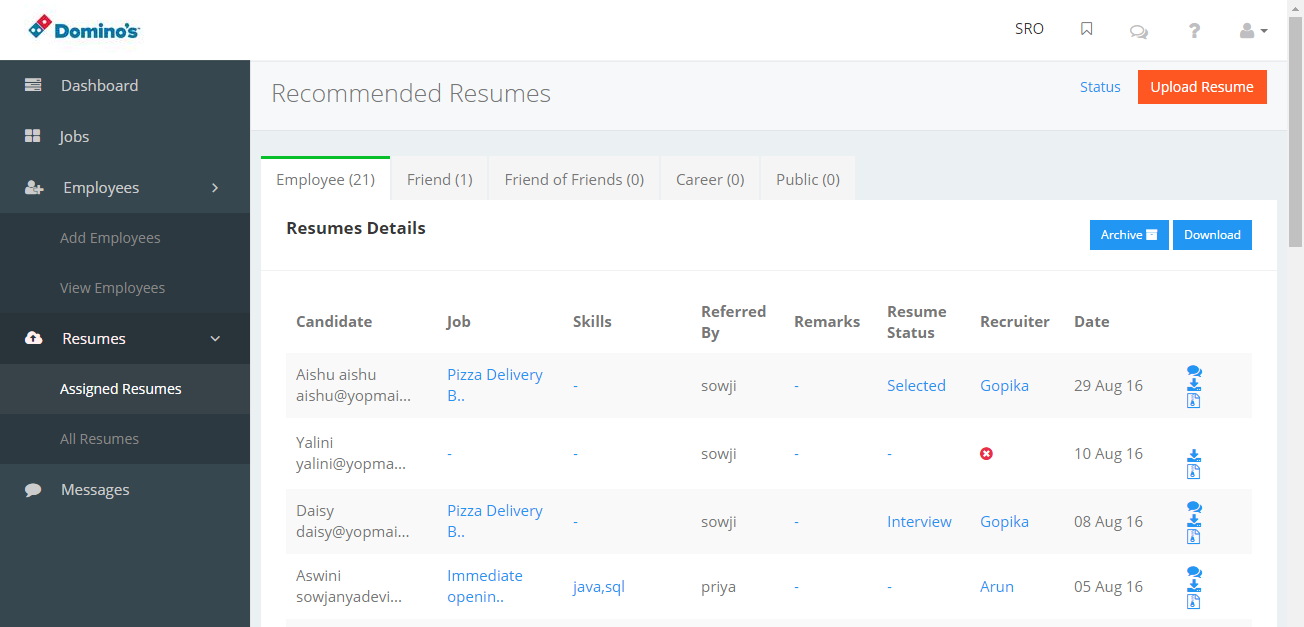 Domino's
SRO
?
Dashboard
Jobs
Employees
Add Employees
View Employees
Resumes
Assigned Resumes
All Resumes
Messages
Recommended Resumes
Status
Upload Resume
Employee (21)
Friend (1)
Friend of Friends (0)
Career (0)
Public (0)
Resumes Details
Archive
Download
Candidate Job Skills Referred By Remarks Resume Status Recruiter Date
Aishu aishu
aishu@yopmai...
Pizza Delivery
B..
- sowji - Selected Gopika 29 Aug 16
Yalini
yalini@yopma...
- - sowji - - 10 Aug 16
Daisy
daisy@yopmai...
Pizza Delivery
B..
- sowji - Interview Gopika 08 Aug 16
Aswini
sowjanyadevi...
Immediate
openin..
java,sql priya - - Arun 05 Aug 16